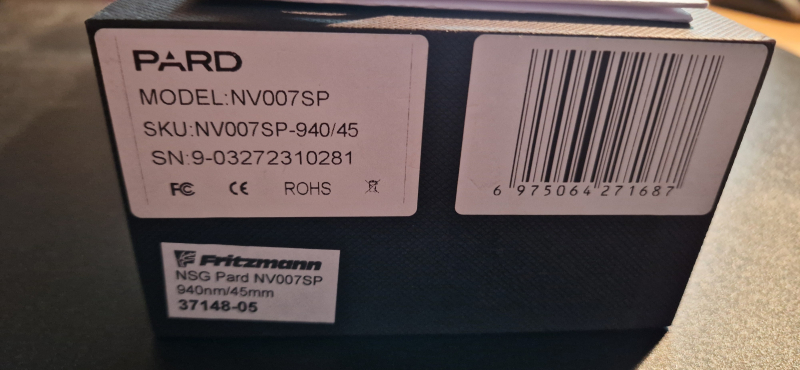 PARD
MODEL:NV007SP
SKU:NV007SP-940/45
SN:9-03272310281
FC CE ROHS
6 975064 271687
Fritzmann
NSG Pard NV007SP
940nm/45mm
37148-05